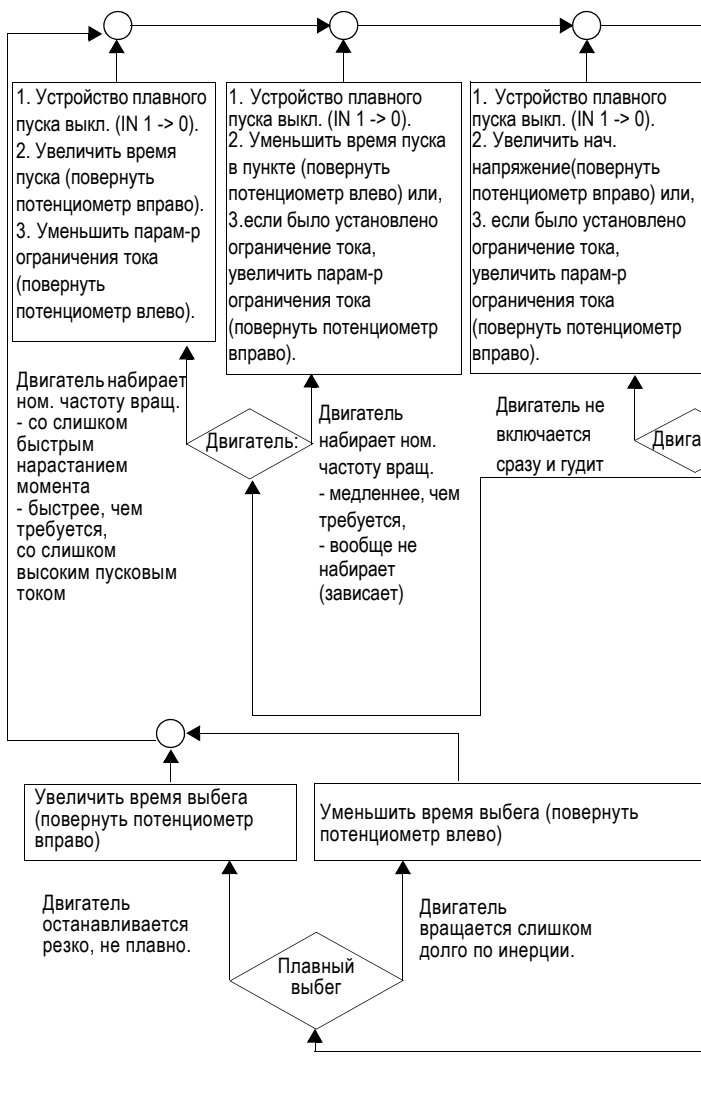 1. Устройство плавного
пуска выкл. (IN 1 -> 0).
2. Увеличить время
пуска (повернуть
потенциометр вправо).
3. Уменьшить парам-р
ограничения тока
(повернуть
потенциометр влево).
1. Устройство плавного
пуска выкл. (IN 1 -> 0).
2. Уменьшить время пуска
в пункте (повернуть
потенциометр влево) или,
3.если было установлено
ограничение тока,
увеличить парам-р
ограничения тока
(повернуть потенциометр
вправо).
1. Устройство плавного
пуска выкл. (IN 1 -> 0).
2. Увеличить нач.
напряжение(повернуть
потенциометр вправо) или,
3. если было установлено
ограничение тока,
увеличить парам-р
ограничения тока
(повернуть потенциометр
вправо).
Двигатель набирает
ном. частоту вращ.
- со слишком
быстрым
нарастанием
момента
- быстрее, чем
требуется,
со слишком
высоким пусковым
током
Двигатель:
Двигатель
набирает ном.
частоту вращ.
- медленнее, чем
требуется,
- вообще не
набирает
(зависает)
Двигатель не
включается
сразу и гудит
Двига
Увеличить время выбега
(повернуть потенциометр
вправо)
Уменьшить время выбега (повернуть
потенциометр влево)
Двигатель
останавливается
резко, не плавно.
Плавный
выбег
Двигатель
вращается слишком
долго по инерции.